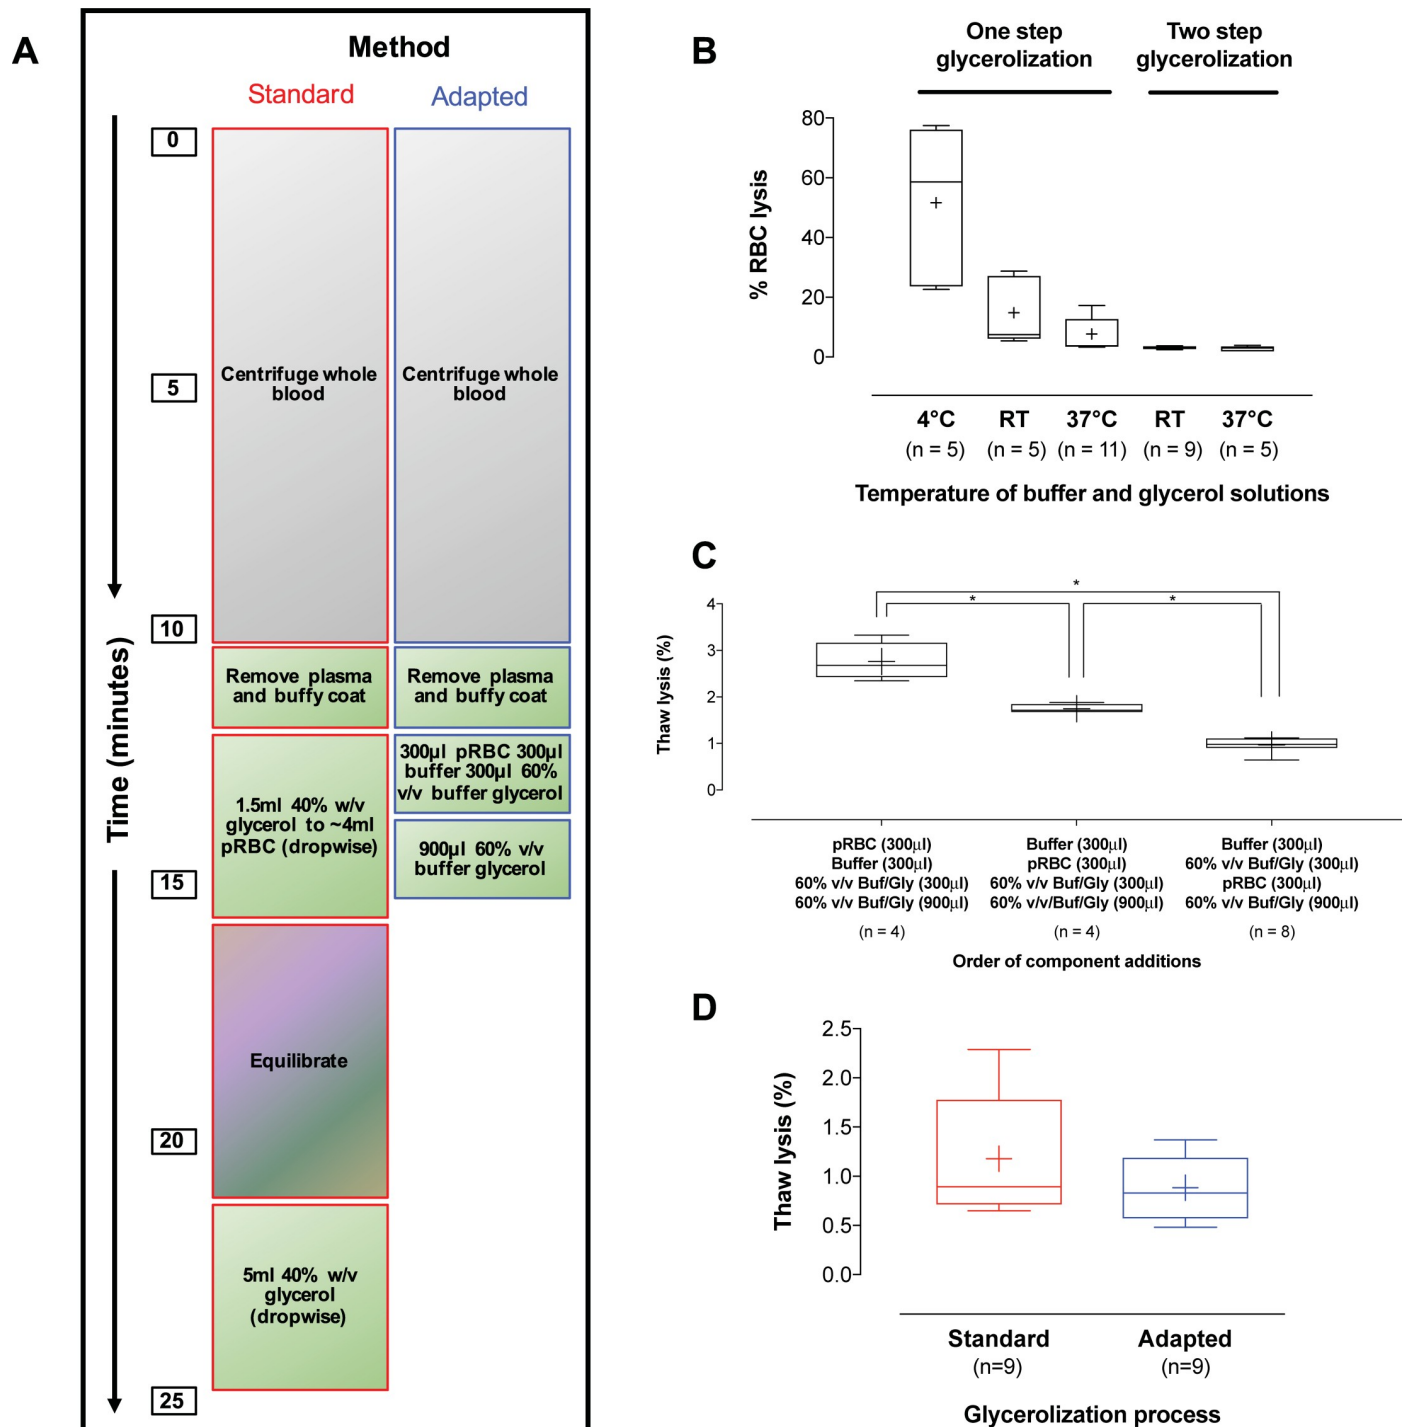 A
Method
Standard
Adapted
0
5
10
15
20
25
Time (minutes)
Centrifuge whole
blood
Centrifuge whole
blood
Remove plasma
and buffy coat
Remove plasma
and buffy coat
1.5ml 40% w/v
glycerol to ~4ml
pRBC (dropwise)
300µl pRBC 300µl
buffer 300µl 60%
v/v buffer glycerol
900µl 60% v/v
buffer glycerol
Equilibrate
5ml 40% w/v
glycerol
(dropwise)
B
One step
glycerolization
Two step
glycerolization
% RBC lysis
80
60
40
20
0
4°C RT 37°C RT 37°C
(n = 5) (n = 5) (n = 11) (n = 9) (n = 5)
Temperature of buffer and glycerol solutions
C
Thaw lysis (%)
4
3
2
1
0
*
*
*
pRBC (300µl)
Buffer (300µl)
60% v/v Buf/Gly (300µl)
60% v/v Buf/Gly (900µl)
(n = 4)
Buffer (300µl)
pRBC (300µl)
60% v/v Buf/Gly (300µl)
60% v/v/Buf/Gly (900µl)
(n = 4)
Buffer (300µl)
60% v/v Buf/Gly (300µl)
pRBC (300µl)
60% v/v Buf/Gly (900µl)
(n = 8)
Order of component additions
D
Thaw lysis (%)
2.5
2.0
1.5
1.0
0.5
0.0
Standard Adapted
(n=9) (n=9)
Glycerolization process